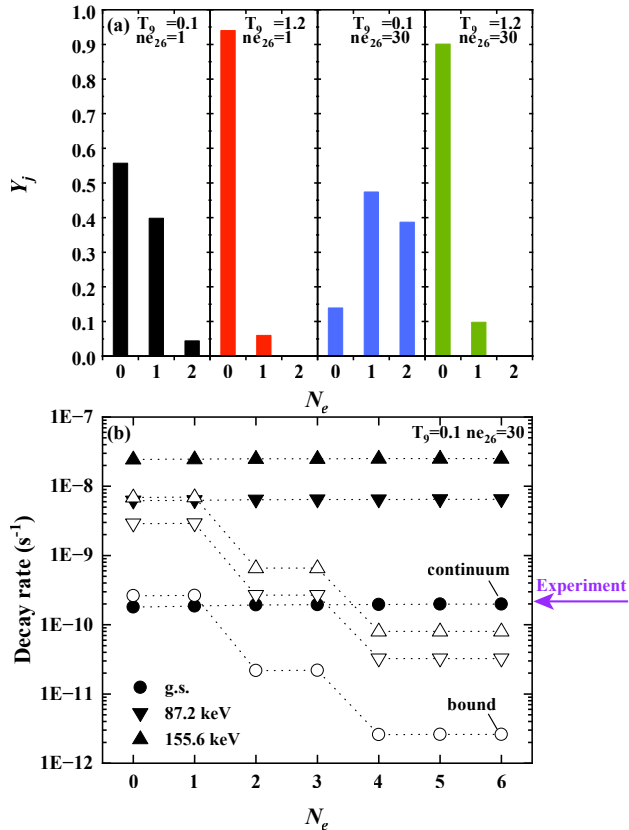 (a)
T₉ =0.1
ne₂₆=1
T₉ =1.2
ne₂₆=1
T₉ =0.1
ne₂₆=30
T₉ =1.2
ne₂₆=30
1.0
0.9
0.8
0.7
0.6
0.5
0.4
0.3
0.2
0.1
0.0
Yⱼ
0 1 2 0 1 2 0 1 2 0 1 2
Nₑ
(b)
T₉=0.1 ne₂₆=30
1E-7
1E-8
1E-9
1E-10
1E-11
1E-12
Decay rate (s⁻¹)
continuum
Experiment
bound
g.s.
87.2 keV
155.6 keV
0 1 2 3 4 5 6
Nₑ